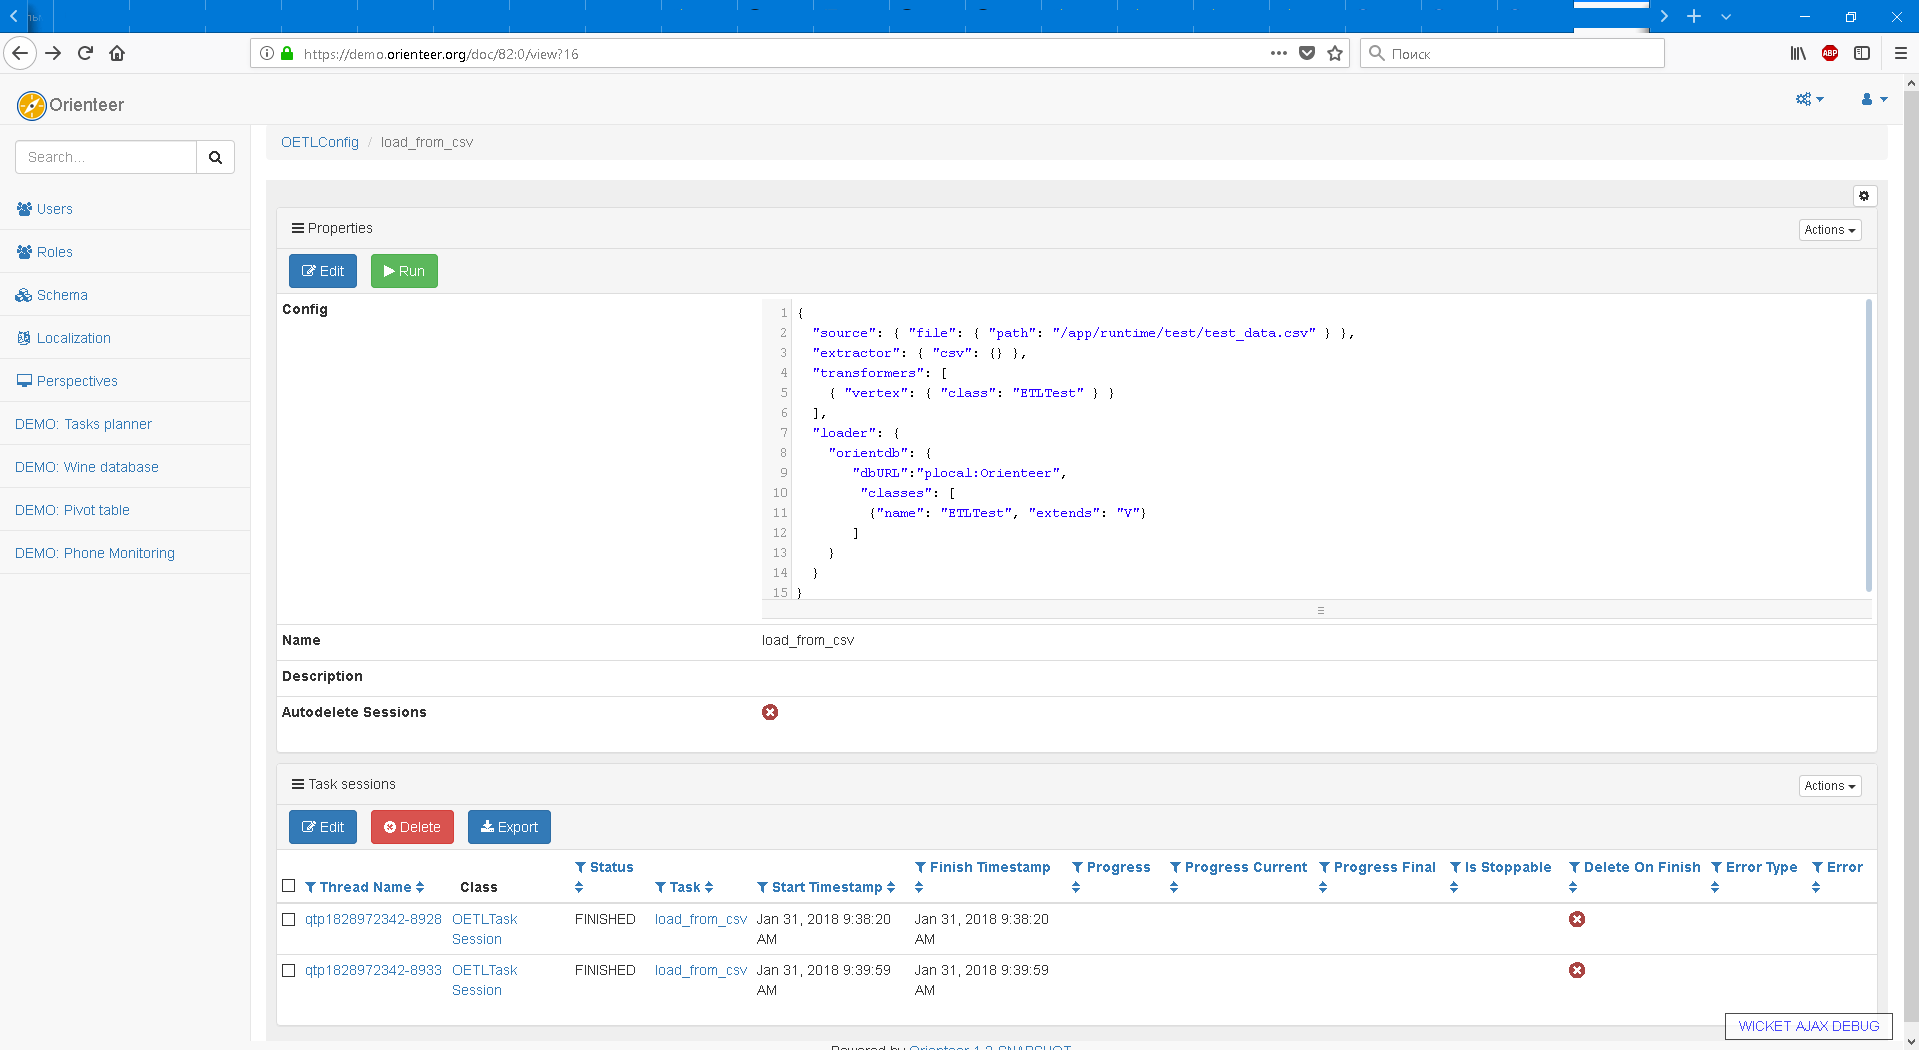 https://demo.orienteer.org/doc/82:0/view?16
Поиск
ABP
Orienteer
Search...
Users
Roles
Schema
Localization
Perspectives
DEMO: Tasks planner
DEMO: Wine database
DEMO: Pivot table
DEMO: Phone Monitoring
OETLConfig / load_from_csv
Properties
Actions
Edit
Run
Config
1 {
2 "source": { "file": { "path": "/app/runtime/test/test_data.csv" } },
3 "extractor": { "csv": {} },
4 "transformers": [
5 { "vertex": { "class": "ETLTest" } }
6 ],
7 "loader": {
8 "orientdb": {
9 "dbURL":"plocal:Orienteer",
10 "classes": [
11 {"name": "ETLTest", "extends": "V"}
12 ]
13 }
14 }
15 }
Name load_from_csv
Description
Autodelete Sessions
Task sessions
Actions
Edit
Delete
Export
Thread Name Class Status Task Start Timestamp Finish Timestamp Progress Progress Current Progress Final Is Stoppable Delete On Finish Error Type Error
qtp1828972342-8928 OETLTask FINISHED load_from_csv Jan 31, 2018 9:38:20 Jan 31, 2018 9:38:20
Session AM AM
qtp1828972342-8933 OETLTask FINISHED load_from_csv Jan 31, 2018 9:39:59 Jan 31, 2018 9:39:59
Session AM AM
WICKET AJAX DEBUG
Powered by Orienteer 1.3-SNAPSHOT